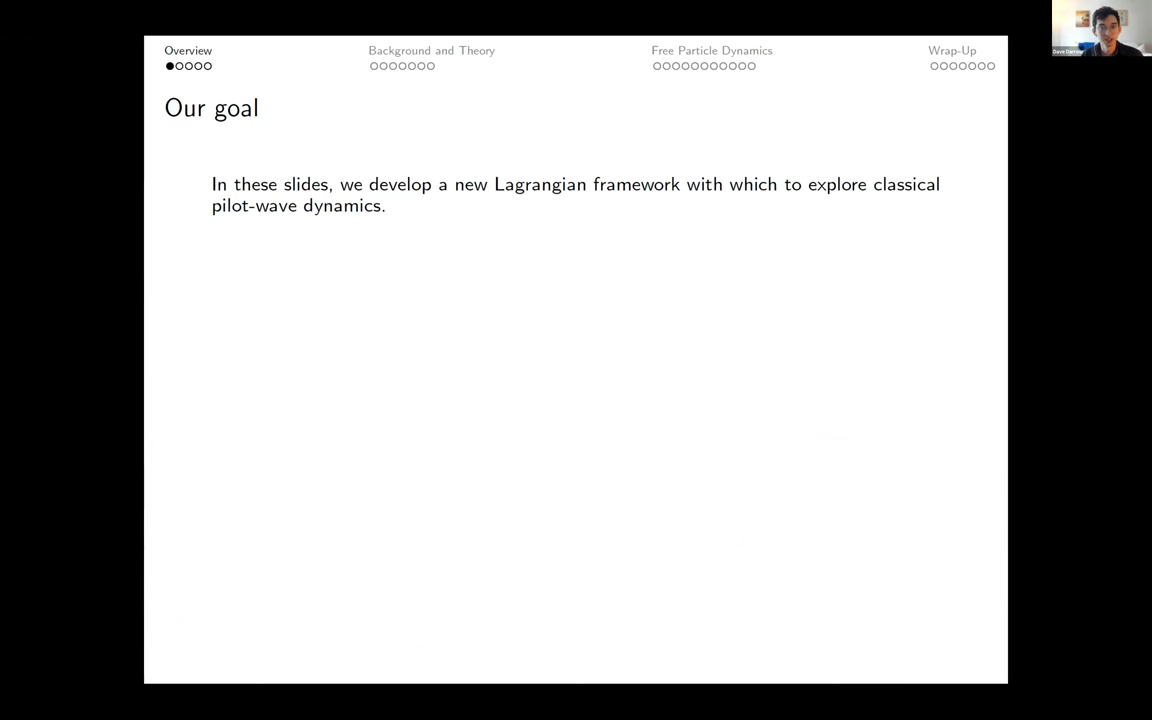 Overview
Background and Theory
Free Particle Dynamics
Wrap-Up
Our goal
In these slides, we develop a new Lagrangian framework with which to explore classical
pilot-wave dynamics.